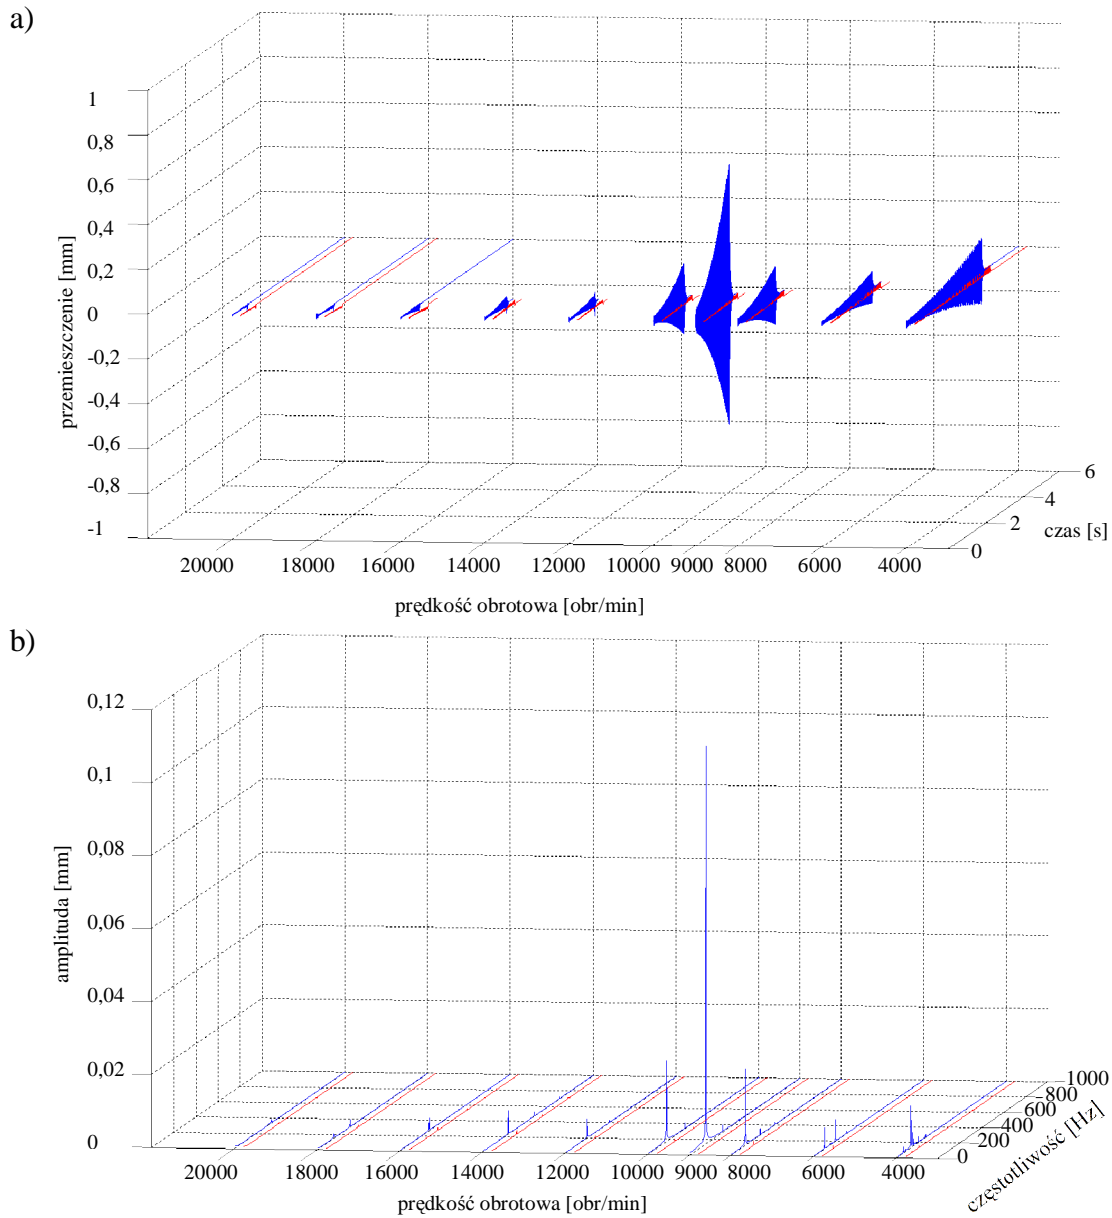 a)
1
0,8
0,6
0,4
0,2
0
-0,2
-0,4
-0,6
-0,8
-1
przemieszczenie [mm]
6
4
2
0
czas [s]
20000 18000 16000 14000 12000 10000 9000 8000 6000 4000
prędkość obrotowa [obr/min]
b)
0,12
0,1
0,08
0,06
0,04
0,02
0
amplituda [mm]
1000
800
600
400
200
0
częstotliwość [Hz]
20000 18000 16000 14000 12000 10000 9000 8000 6000 4000
prędkość obrotowa [obr/min]